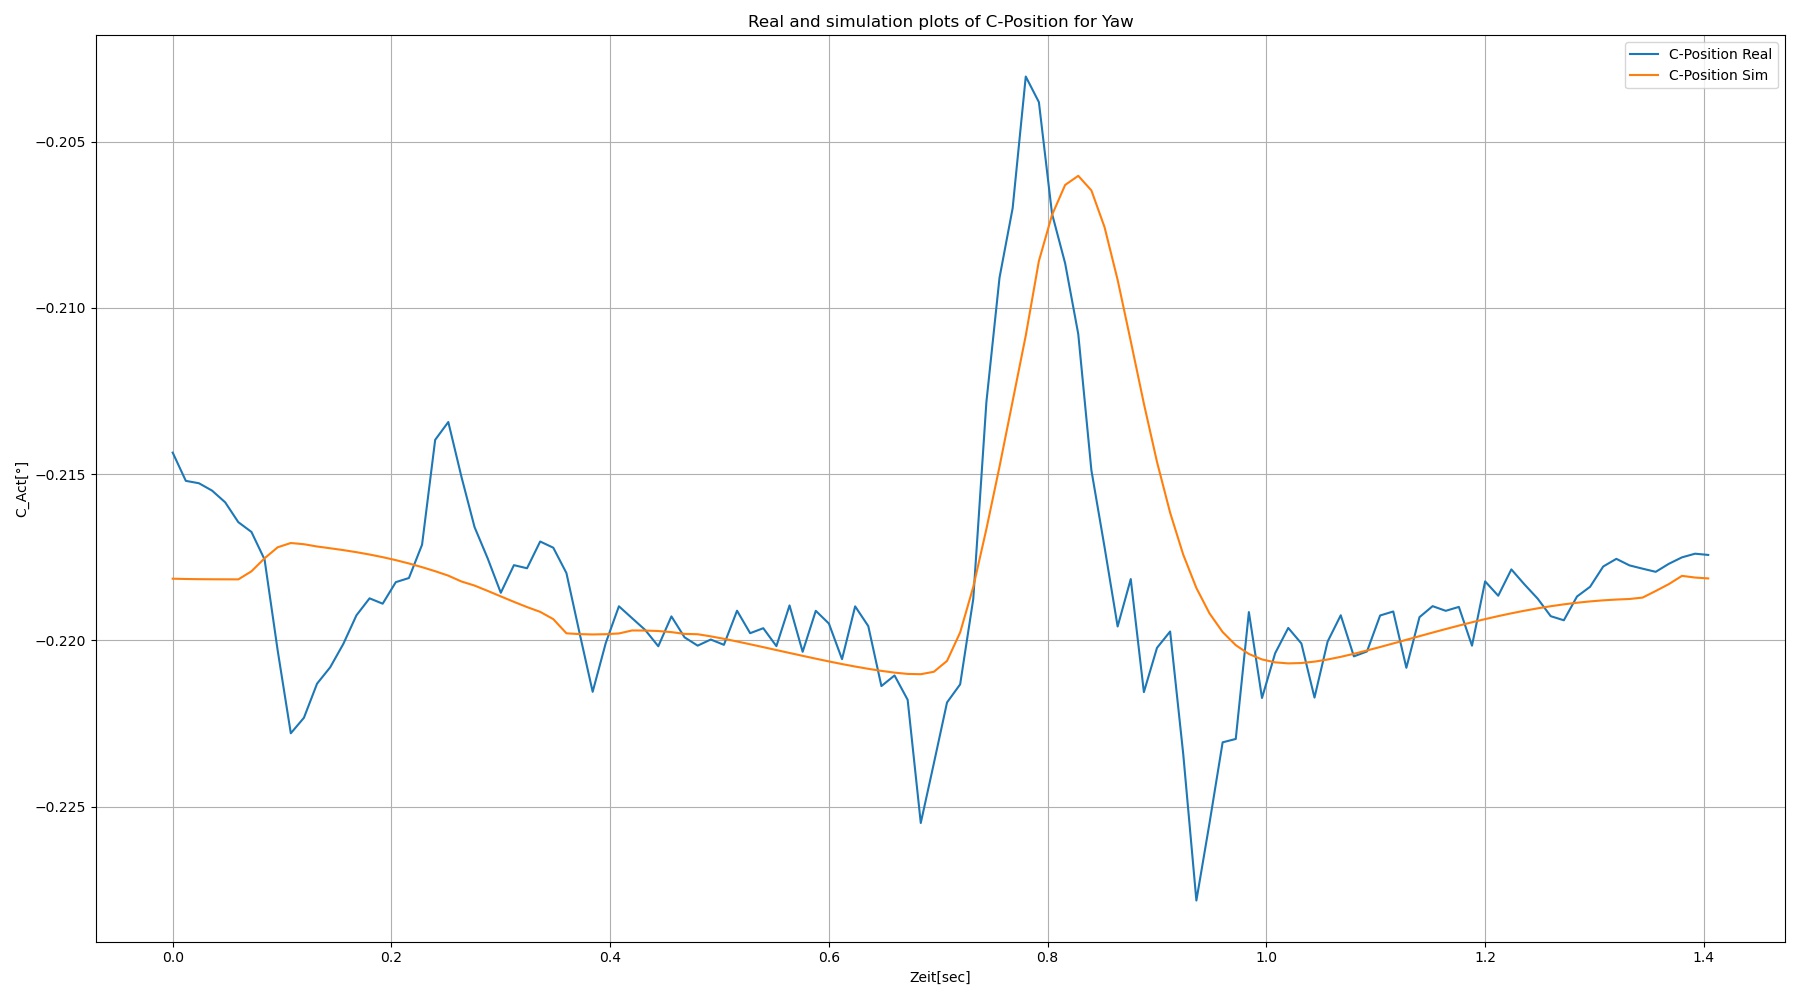 Real and simulation plots of C-Position for Yaw
C-Position Real
C-Position Sim
−0.205
−0.210
−0.215
−0.220
−0.225
C_Act[°]
0.0 0.2 0.4 0.6 0.8 1.0 1.2 1.4
Zeit[sec]